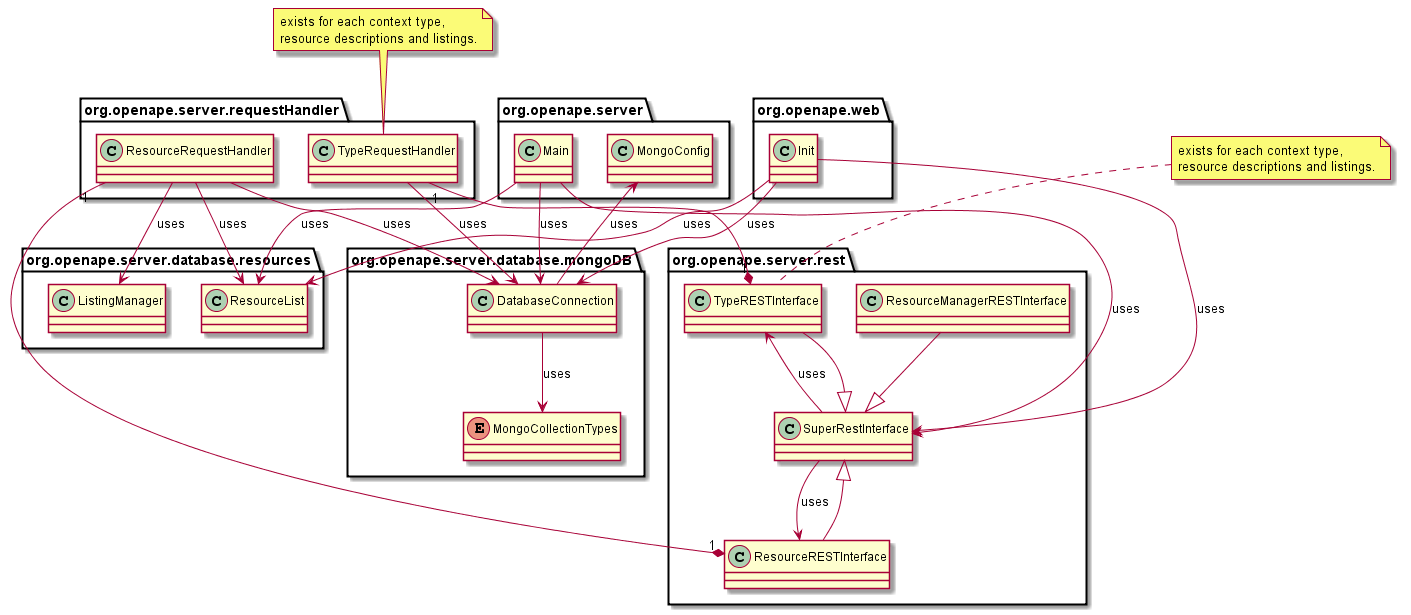 exists for each context type,
resource descriptions and listings.
org.openape.server.requestHandler
org.openape.server
org.openape.web
C ResourceRequestHandler
C TypeRequestHandler
C Main
C MongoConfig
C Init
exists for each context type,
resource descriptions and listings.
1
1
uses
uses
uses
uses
uses
uses
uses
uses
uses
org.openape.server.database.resources
org.openape.server.database.mongoDB
org.openape.server.rest
1
C ListingManager
C ResourceList
C DatabaseConnection
C TypeRESTInterface
C ResourceManagerRESTInterface
uses
uses
uses
uses
E MongoCollectionTypes
C SuperRestInterface
uses
1
C ResourceRESTInterface